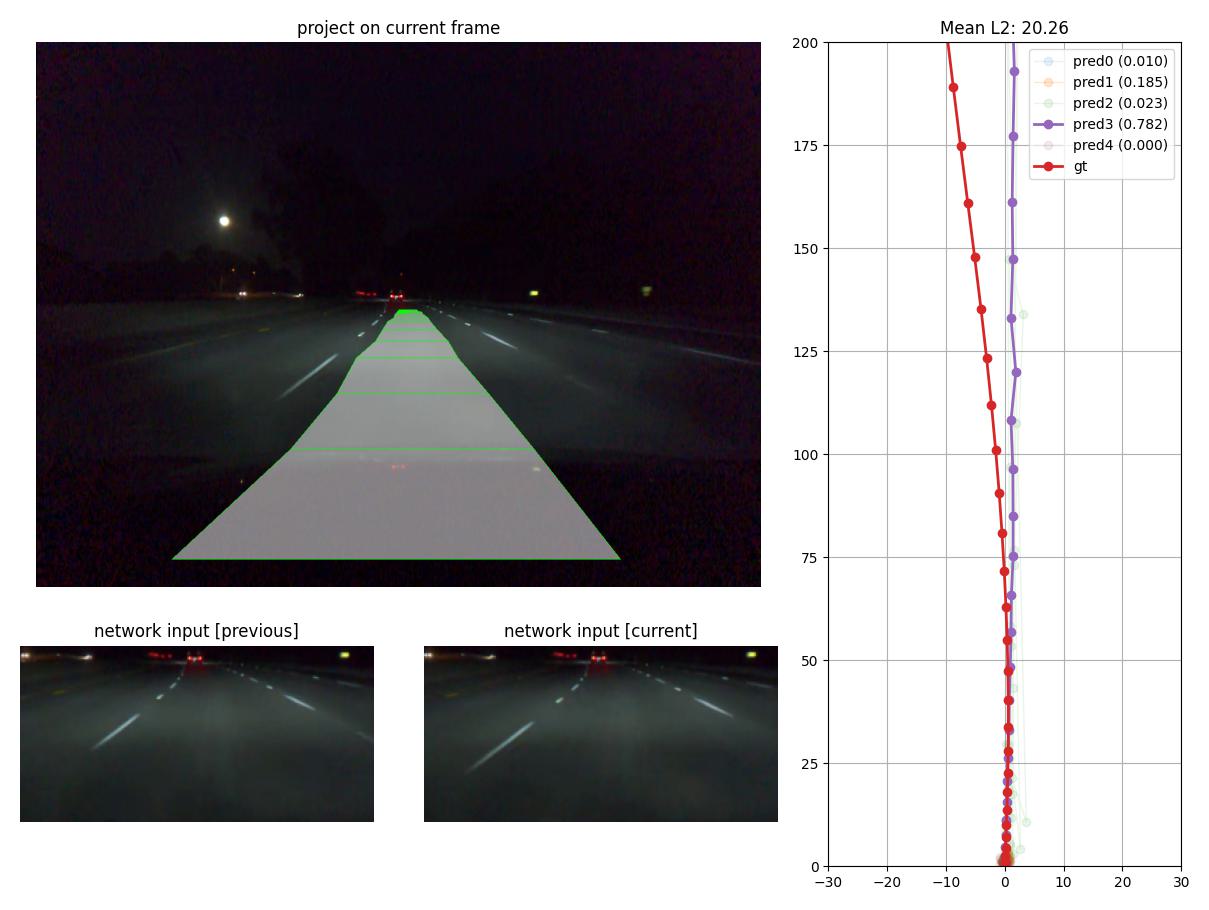 project on current frame
Mean L2: 20.26
200
175
150
125
100
75
50
25
0
−30
−20
−10
0
10
20
30
pred0 (0.010)
pred1 (0.185)
pred2 (0.023)
pred3 (0.782)
pred4 (0.000)
gt
network input [previous]
network input [current]